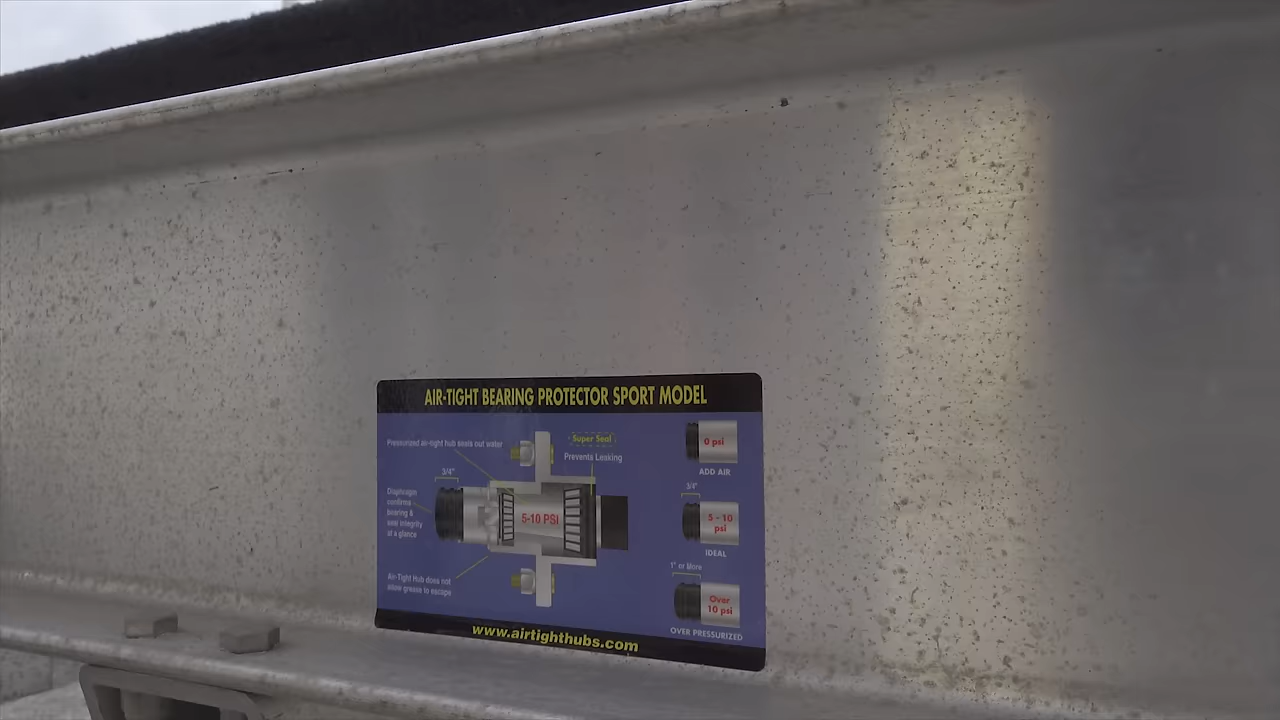 AIR-TIGHT BEARING PROTECTOR SPORT MODEL
Pressurized air-tight hub seals out water
Super Seal
Prevents Leaking
3/4"
Diaphragm
confirms
bearing &
seal integrity
at a glance
5-10 PSI
Air-Tight Hub does not
allow grease to escape
0 psi
ADD AIR
3/4"
5 - 10
psi
IDEAL
1" or More
Over
10 psi
OVER PRESSURIZED
www.airtighthubs.com